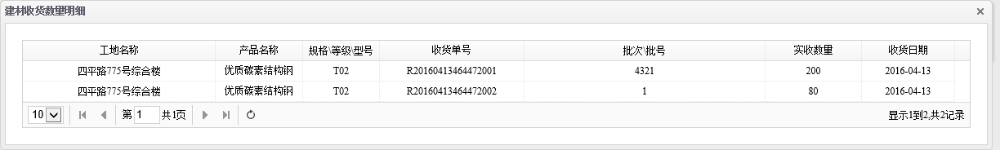 建材收货数量明细
工地名称 产品名称 规格\等级\型号 收货单号 批次\批号 实收数量 收货日期
四平路775号综合楼 优质碳素结构钢 T02 R20160413464472001 4321 200 2016-04-13
四平路775号综合楼 优质碳素结构钢 T02 R20160413464472002 1 80 2016-04-13
10 第 1 共1页 显示1到2,共2记录